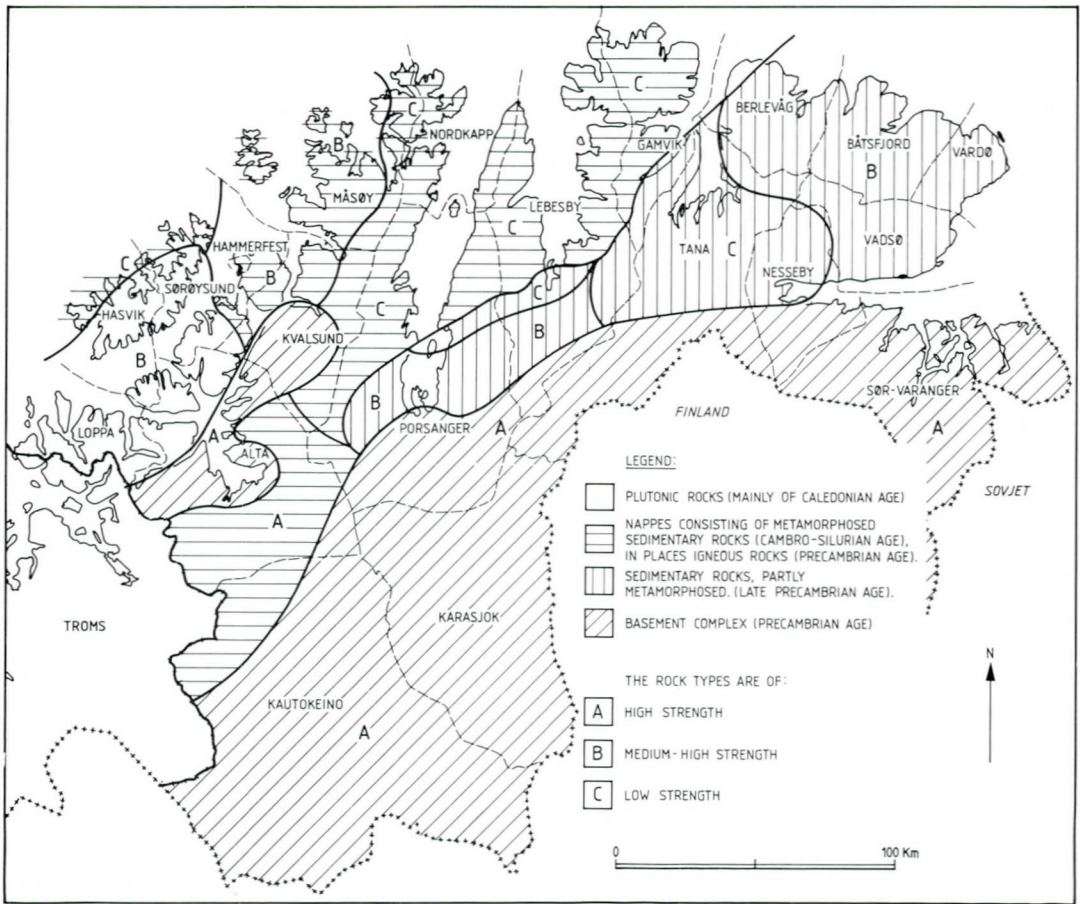 C
NORDKAPP
B
MÅSØY
C
GAMVIK
BERLEVÅG
BÅTSFJORD
B
VARDØ
LEBESBY
C
HAMMERFEST
C
B
SØRØYSUND
HASVIK
B
KVALSUND
C
C
B
TANA
C
VADSØ
NESSEBY
LOPPA
A
ALTA
B
PORSANGER
A
FINLAND
SØR-VARANGER
A
SOVJET
A
TROMS
KARASJOK
KAUTOKEINO
A
LEGEND:
PLUTONIC ROCKS (MAINLY OF CALEDONIAN AGE)
NAPPES CONSISTING OF METAMORPHOSED
SEDIMENTARY ROCKS (CAMBRO-SILURIAN AGE),
IN PLACES IGNEOUS ROCKS (PRECAMBRIAN AGE).
SEDIMENTARY ROCKS, PARTLY
METAMORPHOSED. (LATE PRECAMBRIAN AGE).
BASEMENT COMPLEX (PRECAMBRIAN AGE)
THE ROCK TYPES ARE OF:
A HIGH STRENGTH
B MEDIUM-HIGH STRENGTH
C LOW STRENGTH
N
0 100 Km